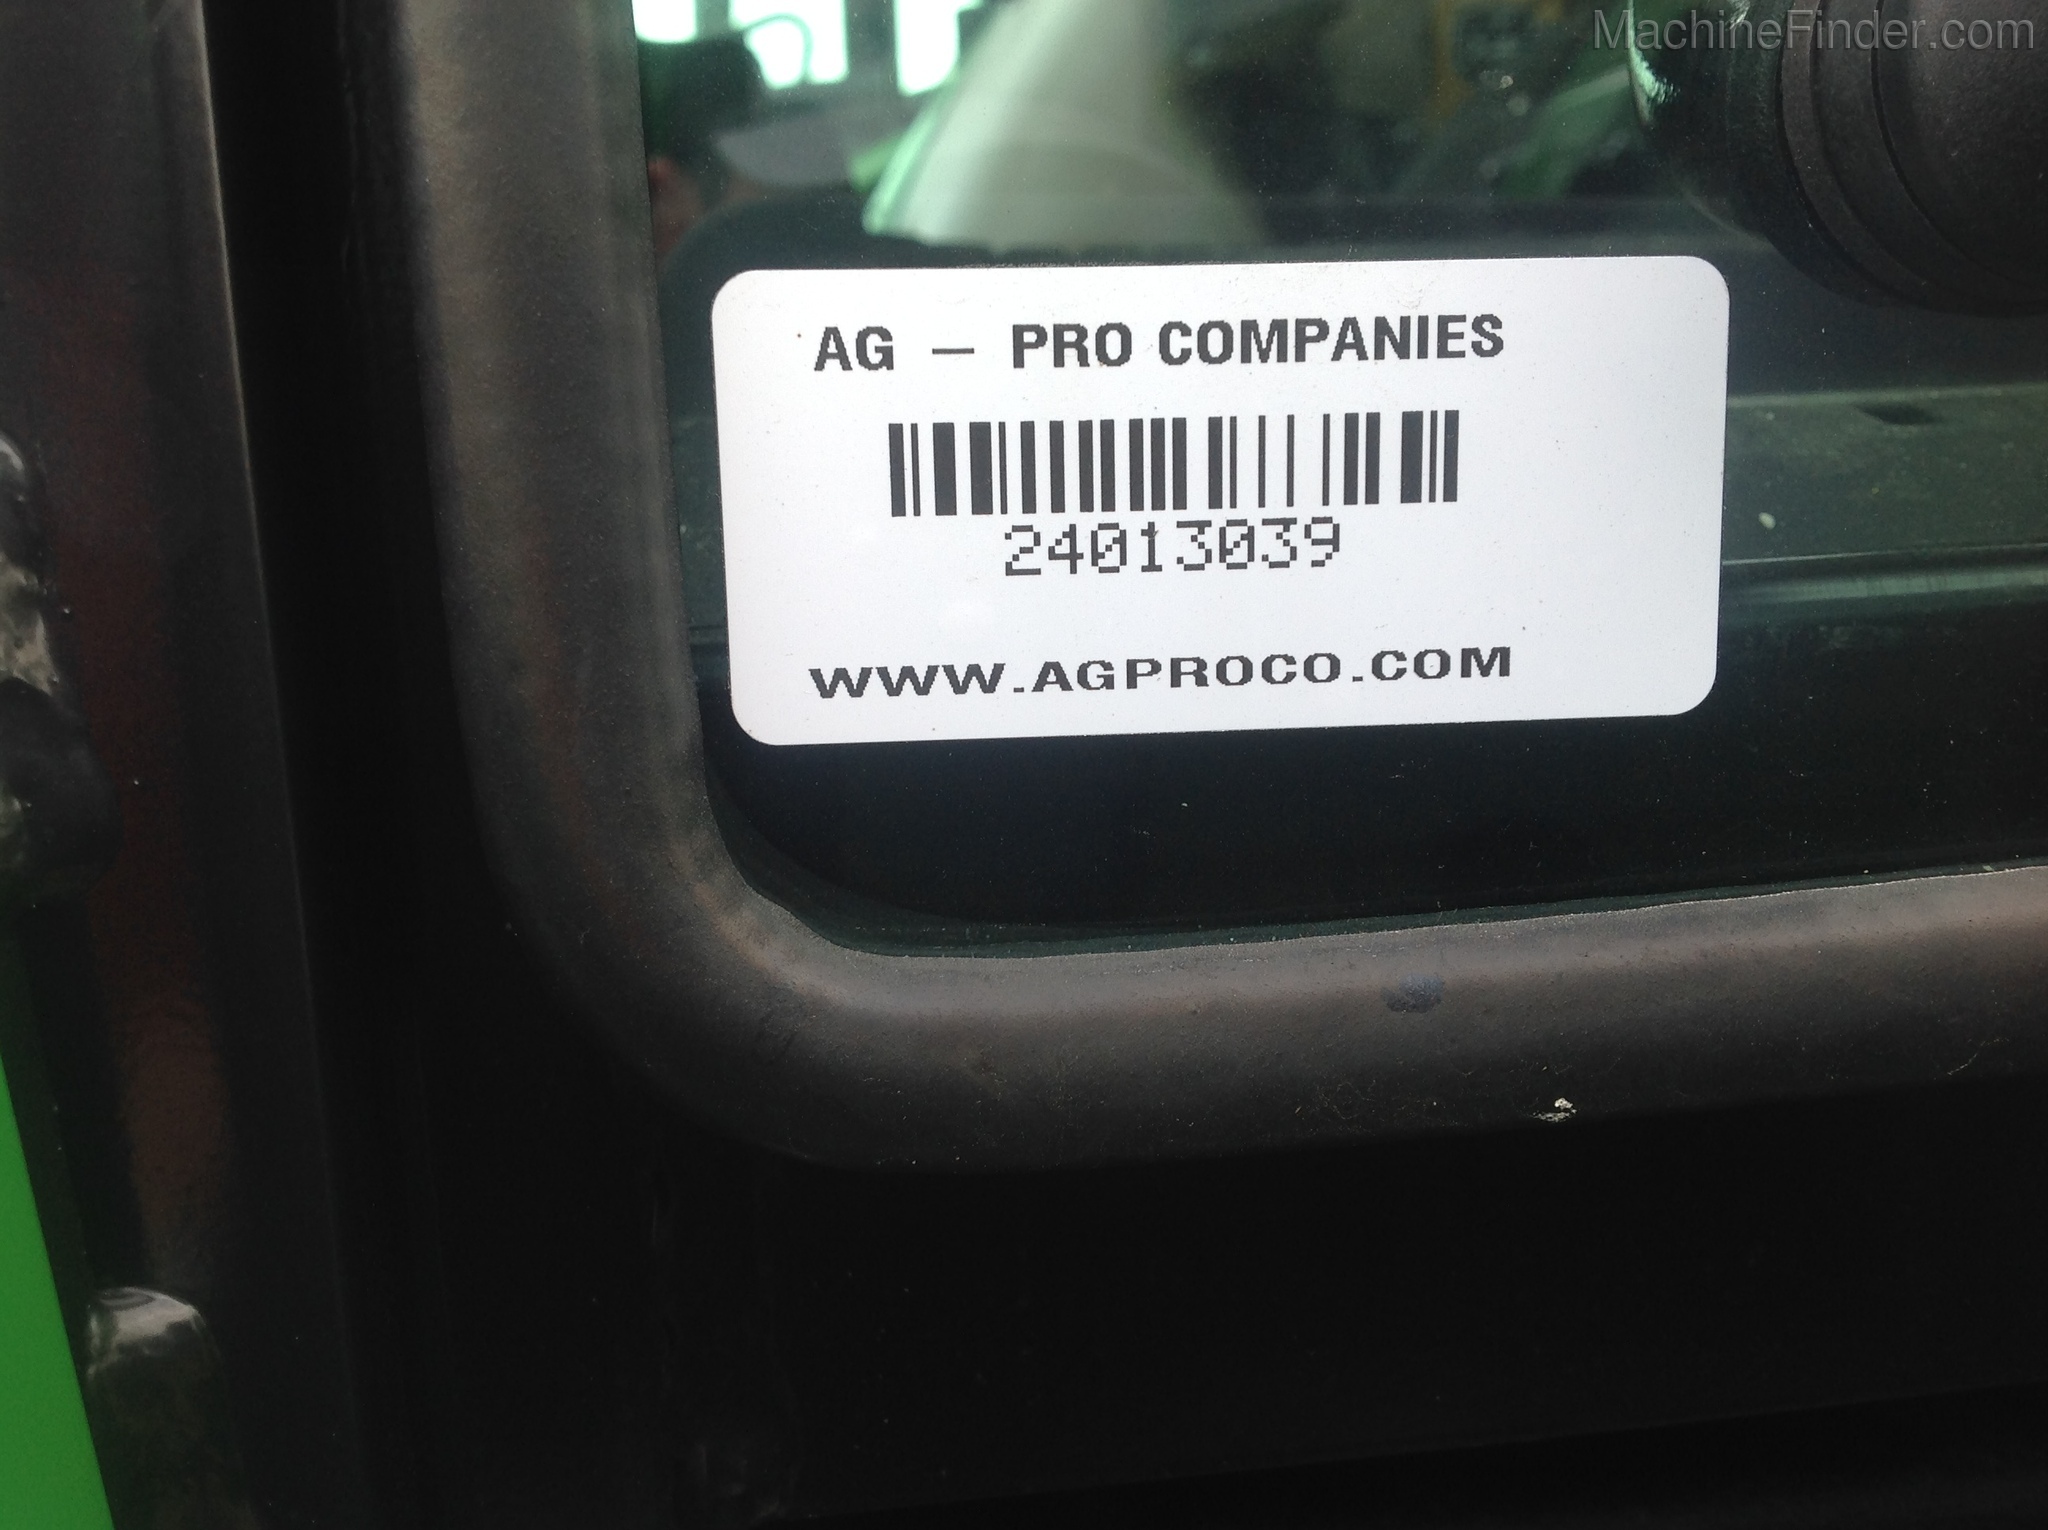 MachineFinder.com
AG – PRO COMPANIES
24013039
WWW.AGPROCO.COM